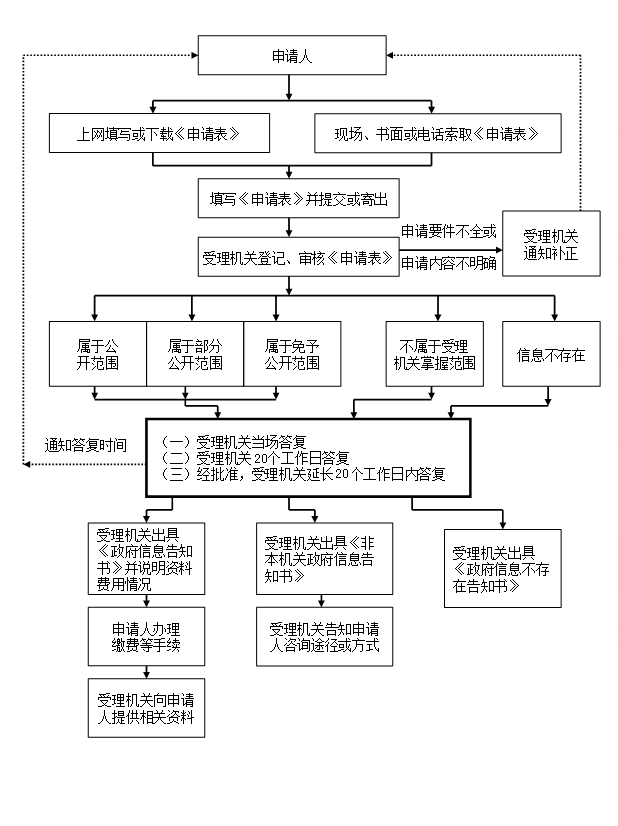 申请人
上网填写或下载《申请表》
现场、书面或电话索取《申请表》
填写《申请表》并提交或寄出
受理机关登记、审核《申请表》
申请要件不全或
申请内容不明确
受理机关
通知补正
属于公
开范围
属于部分
公开范围
属于免予
公开范围
不属于受理
机关掌握范围
信息不存在
通知答复时间
（一）受理机关当场答复
（二）受理机关20个工作日答复
（三）经批准，受理机关延长20个工作日内答复
受理机关出具
《政府信息告知
书》并说明资料
费用情况
受理机关出具《非
本机关政府信息告
知书》
受理机关出具
《政府信息不存
在告知书》
申请人办理
缴费等手续
受理机关告知申请
人咨询途径或方式
受理机关向申请
人提供相关资料